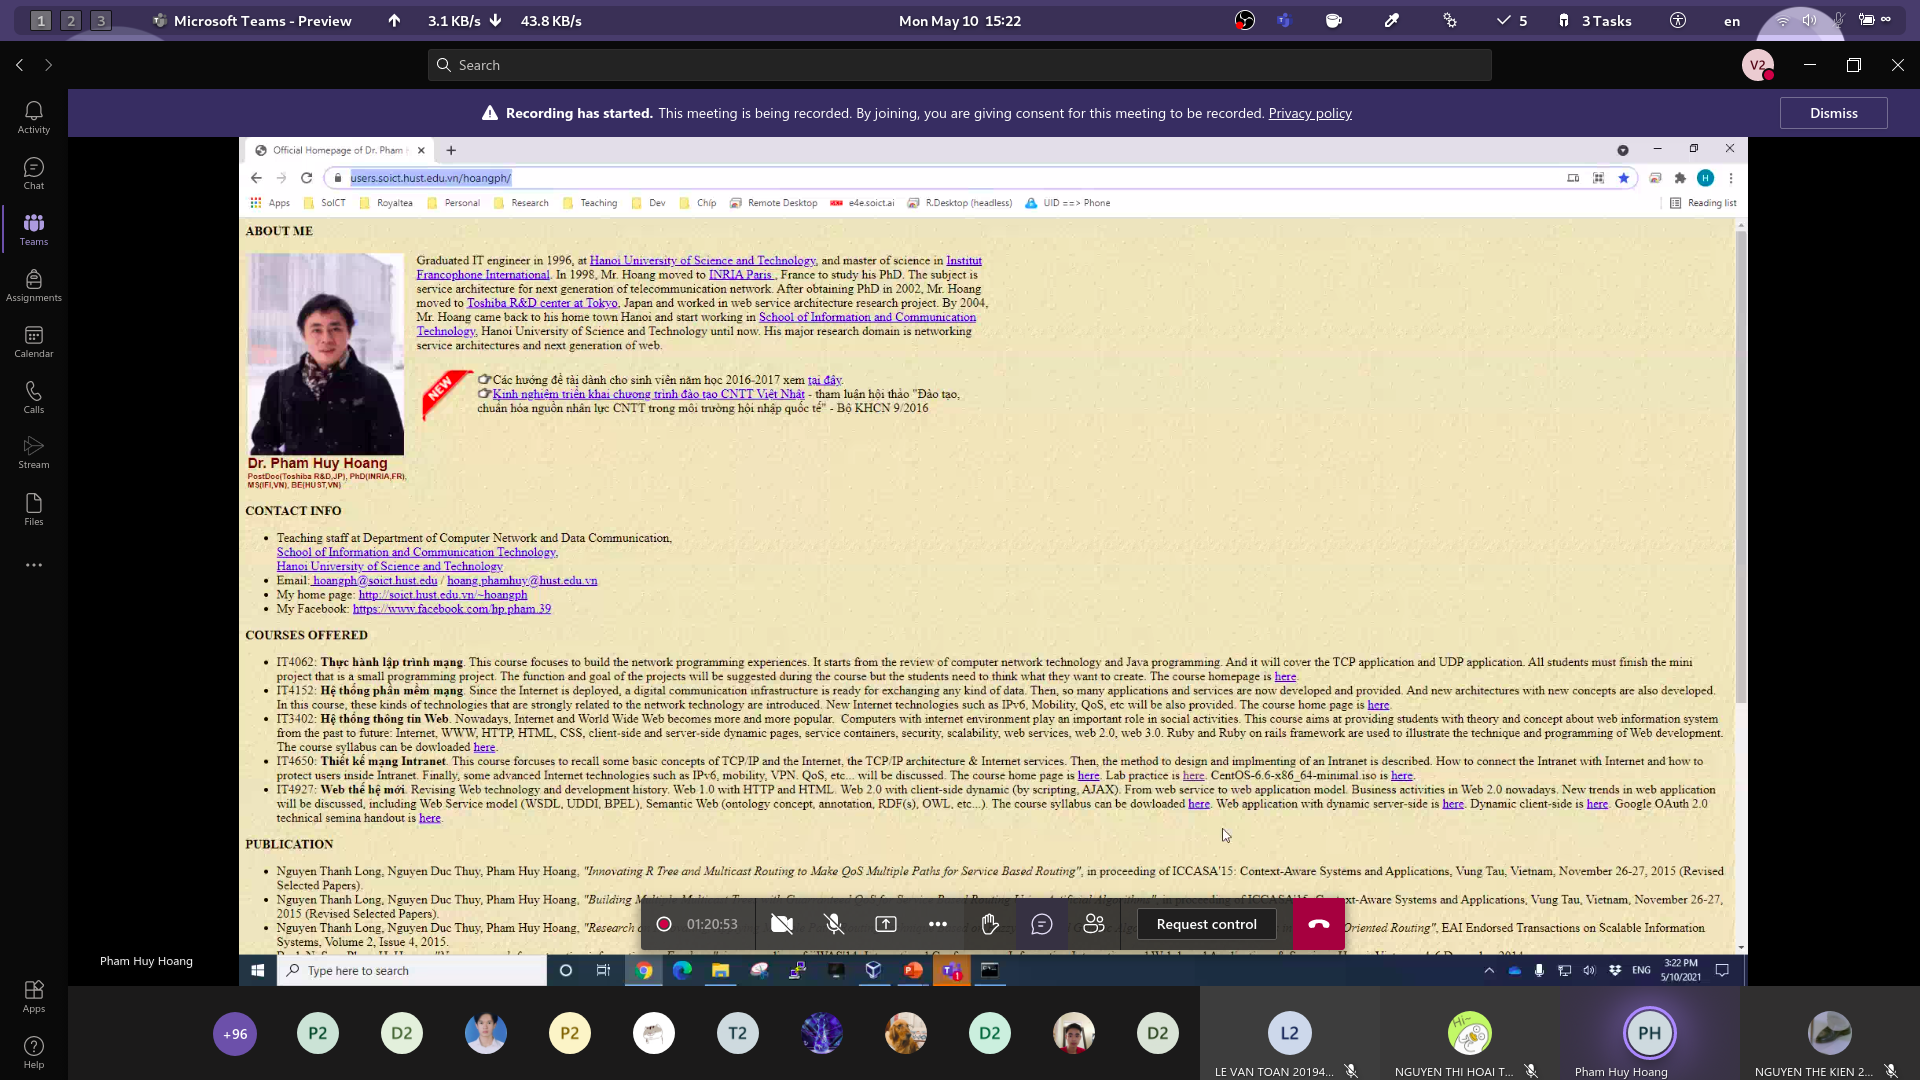 1 2 3 Microsoft Teams - Preview 3.1 KB/s 43.8 KB/s Mon May 10 15:22 5 3 Tasks en
Search
V2
Recording has started. This meeting is being recorded. By joining, you are giving consent for this meeting to be recorded. Privacy policy Dismiss
Activity
Chat
Teams
Assignments
Calendar
Calls
Stream
Files
Apps
Help
Official Homepage of Dr. Pham
users.soict.hust.edu.vn/hoangph/
H
Apps SoICT Royaltea Personal Research Teaching Dev Chíp Remote Desktop e4e.soict.ai R.Desktop (headless) UID ==> Phone Reading list
ABOUT ME
Graduated IT engineer in 1996, at Hanoi University of Science and Technology, and master of science in Institut
Francophone International. In 1998, Mr. Hoang moved to INRIA Paris , France to study his PhD. The subject is
service architecture for next generation of telecommunication network. After obtaining PhD in 2002, Mr. Hoang
moved to Toshiba R&D center at Tokyo, Japan and worked in web service architecture research project. By 2004,
Mr. Hoang came back to his home town Hanoi and start working in School of Information and Communication
Technology, Hanoi University of Science and Technology until now. His major research domain is networking
service architectures and next generation of web.
NEW
Các hướng đề tài dành cho sinh viên năm học 2016-2017 xem tại đây.
Kinh nghiệm triển khai chương trình đào tạo CNTT Việt Nhật - tham luận hội thảo "Đào tạo,
chuẩn hóa nguồn nhân lực CNTT trong môi trường hội nhập quốc tế" - Bộ KHCN 9/2016
Dr. Pham Huy Hoang
PostDoc(Toshiba R&D,JP), PhD(INRIA,FR),
MS(IFI,VN), BE(HUST,VN)
CONTACT INFO
Teaching staff at Department of Computer Network and Data Communication,
School of Information and Communication Technology,
Hanoi University of Science and Technology
Email: hoangph@soict.hust.edu / hoang.phamhuy@hust.edu.vn
My home page: http://soict.hust.edu.vn/~hoangph
My Facebook: https://www.facebook.com/hp.pham.39
COURSES OFFERED
IT4062: Thực hành lập trình mạng. This course focuses to build the network programming experiences. It starts from the review of computer network technology and Java programming. And it will cover the TCP application and UDP application. All students must finish the mini
project that is a small programming project. The function and goal of the projects will be suggested during the course but the students need to think what they want to create. The course homepage is here.
IT4152: Hệ thống phần mềm mạng. Since the Internet is deployed, a digital communication infrastructure is ready for exchanging any kind of data. Then, so many applications and services are now developed and provided. And new architectures with new concepts are also developed.
In this course, these kinds of technologies that are strongly related to the network technology are introduced. New Internet technologies such as IPv6, Mobility, QoS, etc will be also provided. The course home page is here.
IT3402: Hệ thống thông tin Web. Nowadays, Internet and World Wide Web becomes more and more popular. Computers with internet environment play an important role in social activities. This course aims at providing students with theory and concept about web information system
from the past to future: Internet, WWW, HTTP, HTML, CSS, client-side and server-side dynamic pages, service containers, security, scalability, web services, web 2.0, web 3.0. Ruby and Ruby on rails framework are used to illustrate the technique and programming of Web development.
The course syllabus can be dowloaded here.
IT4650: Thiết kế mạng Intranet. This course forcuses to recall some basic concepts of TCP/IP and the Internet, the TCP/IP architecture & Internet services. Then, the method to design and implmenting of an Intranet is described. How to connect the Intranet with Internet and how to
protect users inside Intranet. Finally, some advanced Internet technologies such as IPv6, mobility, VPN. QoS, etc... will be discussed. The course home page is here. Lab practice is here. CentOS-6.6-x86_64-minimal.iso is here.
IT4927: Web thế hệ mới. Revising Web technology and development history. Web 1.0 with HTTP and HTML. Web 2.0 with client-side dynamic (by scripting, AJAX). From web service to web application model. Business activities in Web 2.0 nowadays. New trends in web application
will be discussed, including Web Service model (WSDL, UDDI, BPEL), Semantic Web (ontology concept, annotation, RDF(s), OWL, etc...). The course syllabus can be dowloaded here. Web application with dynamic server-side is here. Dynamic client-side is here. Google OAuth 2.0
technical semina handout is here.
PUBLICATION
Nguyen Thanh Long, Nguyen Duc Thuy, Pham Huy Hoang, "Innovating R Tree and Multicast Routing to Make QoS Multiple Paths for Service Based Routing", in proceeding of ICCASA'15: Context-Aware Systems and Applications, Vung Tau, Vietnam, November 26-27, 2015 (Revised
Selected Papers).
Nguyen Thanh Long, Nguyen Duc Thuy, Pham Huy Hoang, "Building Context-Aware Systems and Applications, Vung Tau, Vietnam, November 26-27,
2015 (Revised Selected Papers).
Nguyen Thanh Long, Nguyen Duc Thuy, Pham Huy Hoang, "Research on Oriented Routing", EAI Endorsed Transactions on Scalable Information
Systems, Volume 2, Issue 4, 2015.
01:20:53 Request control
Pham Huy Hoang
Type here to search
1
ENG 3:22 PM
5/10/2021
+96 P2 D2 P2 T2 D2 D2 L2 Hi~ PH
LE VAN TOAN 20194... NGUYEN THI HOAI T... Pham Huy Hoang NGUYEN THE KIEN 2...